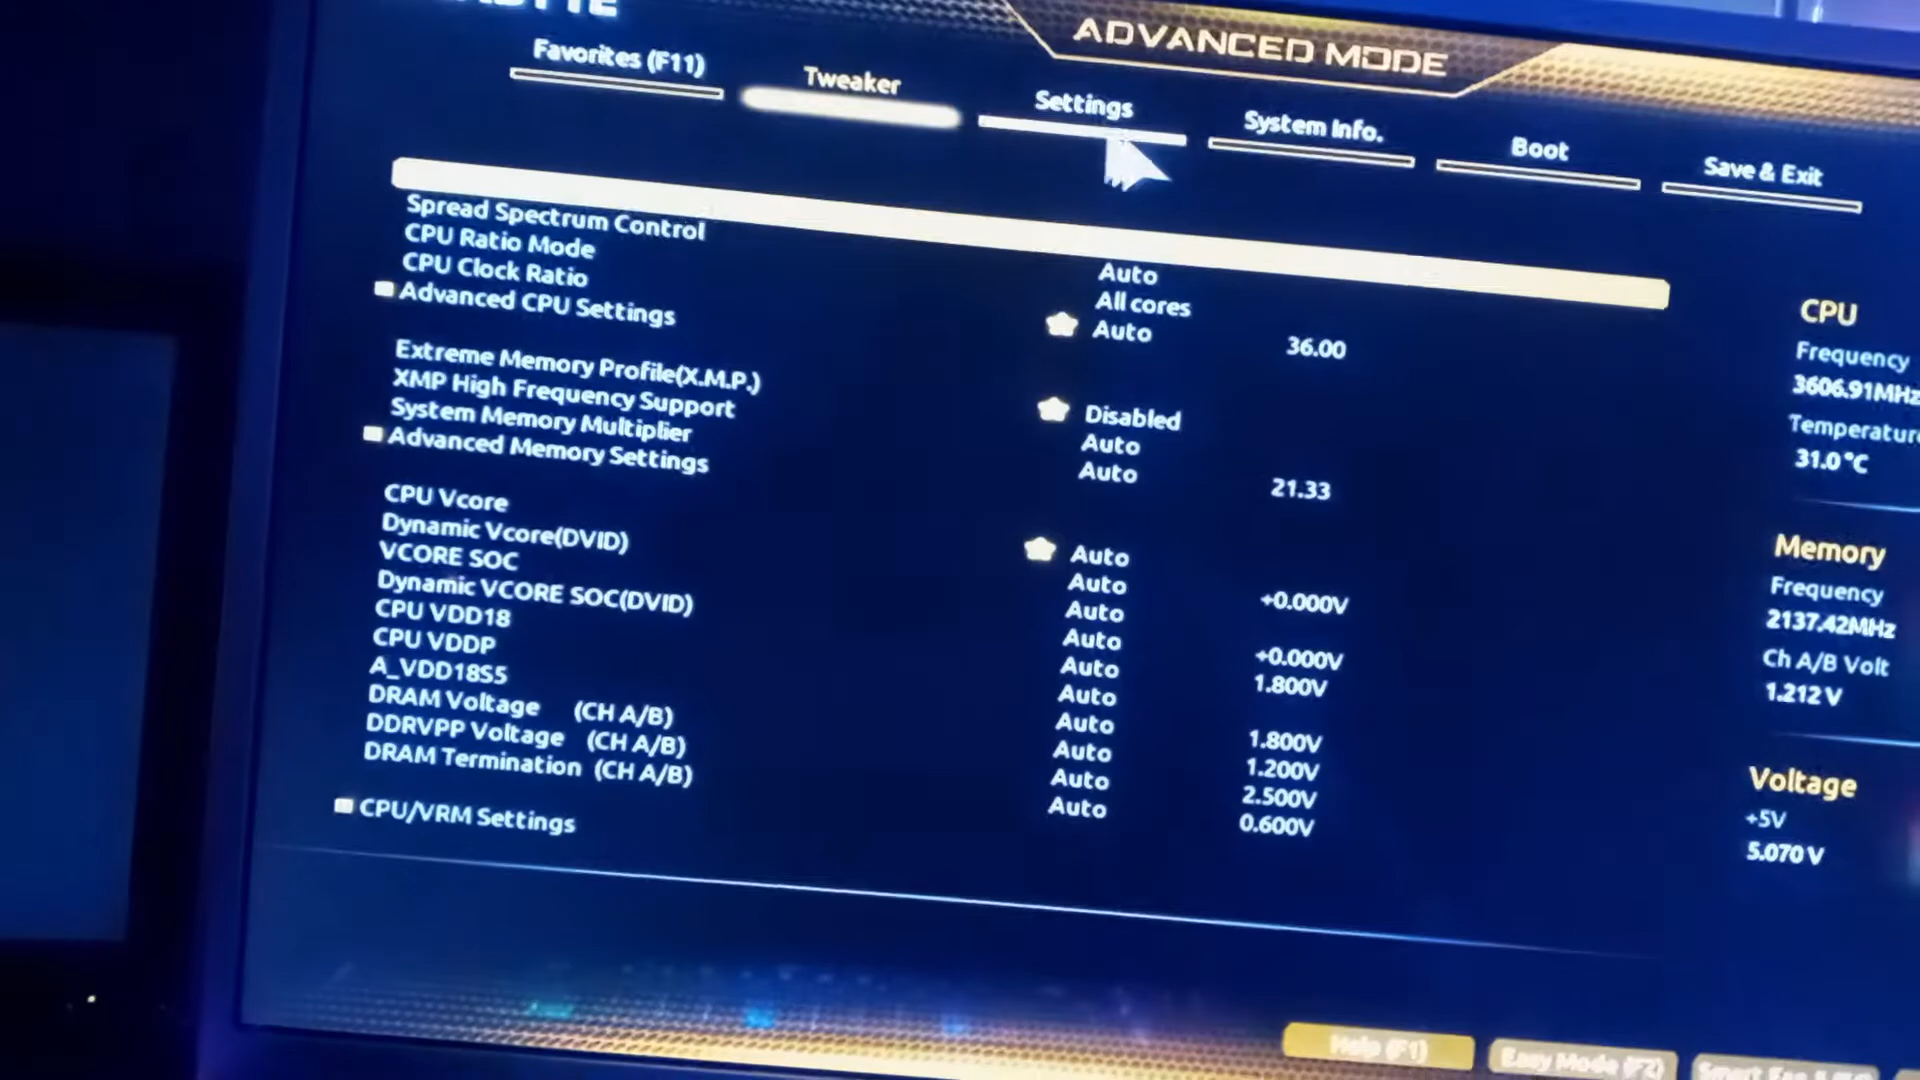 ADVANCED MODE
Favorites (F11)
Tweaker
Settings
System Info.
Boot
Save & Exit
Spread Spectrum Control Auto
CPU Ratio Mode All cores
CPU Clock Ratio Auto 36.00
Advanced CPU Settings
Extreme Memory Profile(X.M.P.) Disabled
XMP High Frequency Support Auto
System Memory Multiplier Auto 21.33
Advanced Memory Settings
CPU Vcore Auto
Dynamic Vcore(DVID) Auto +0.000V
VCORE SOC Auto
Dynamic VCORE SOC(DVID) Auto +0.000V
CPU VDD18 Auto 1.800V
CPU VDDP Auto
A_VDD18S5 Auto 1.800V
DRAM Voltage (CH A/B) Auto 1.200V
DDRVPP Voltage (CH A/B) Auto 2.500V
DRAM Termination (CH A/B) Auto 0.600V
CPU/VRM Settings
CPU
Frequency
3606.91MHz
Temperature
31.0 °C
Memory
Frequency
2137.42MHz
Ch A/B Volt
1.212 V
Voltage
+5V
5.070 V
Help (F1)
Easy Mode (F2)